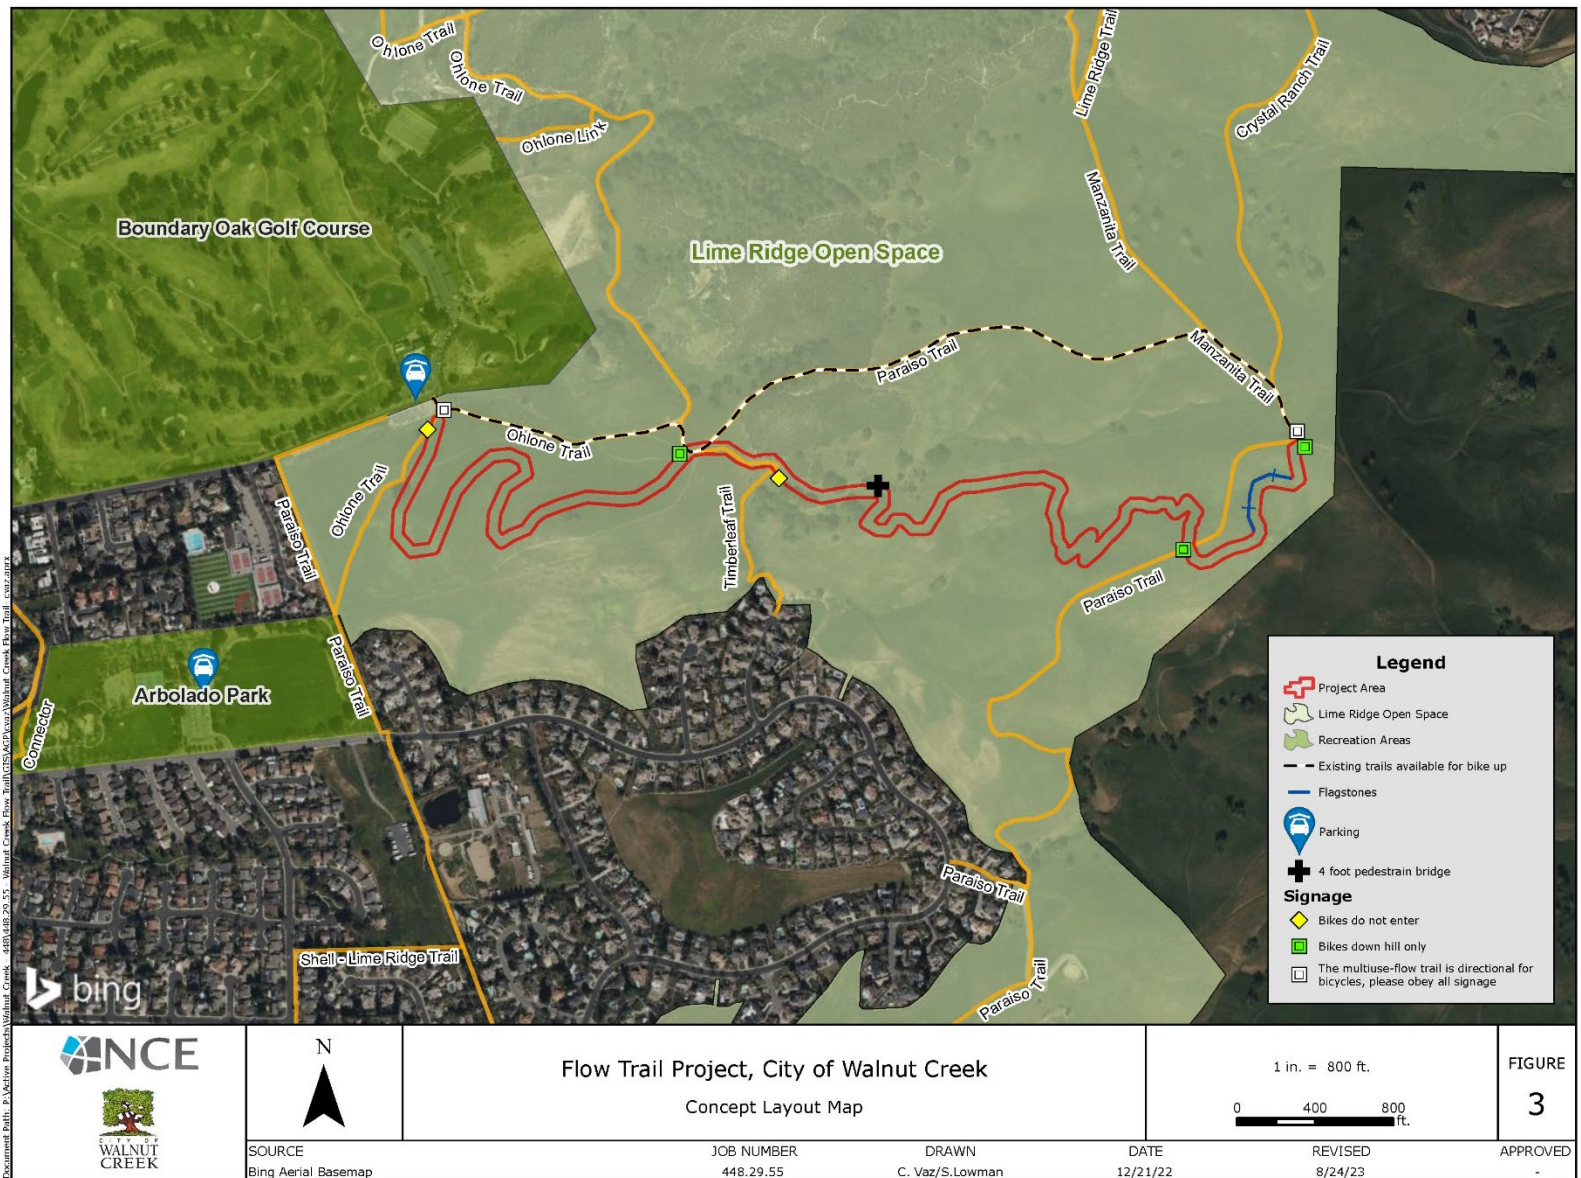 Ohlone Trail
Ohlone Trail
Ohlone Link
Lime Ridge Trail
Crystal Ranch Trail
Manzanita Trail
Boundary Oak Golf Course
Lime Ridge Open Space
Paraiso Trail
Manzanita Trail
Ohlone Trail
Ohlone Trail
Paraiso Trail
Timberleaf Trail
Paraiso Trail
Paraiso Trail
Arbolado Park
Connector
Paraiso Trail
Paraiso Trail
Shell - Lime Ridge Trail
bing
Legend
Project Area
Lime Ridge Open Space
Recreation Areas
Existing trails available for bike up
Flagstones
Parking
4 foot pedestrain bridge
Signage
Bikes do not enter
Bikes down hill only
The multiuse-flow trail is directional for
bicycles, please obey all signage
NCE
CITY OF
WALNUT
CREEK
N
Flow Trail Project, City of Walnut Creek
Concept Layout Map
1 in. = 800 ft.
0 400 800
ft.
FIGURE
3
SOURCE
Bing Aerial Basemap
JOB NUMBER
448.29.55
DRAWN
C. Vaz/S.Lowman
DATE
12/21/22
REVISED
8/24/23
APPROVED
-